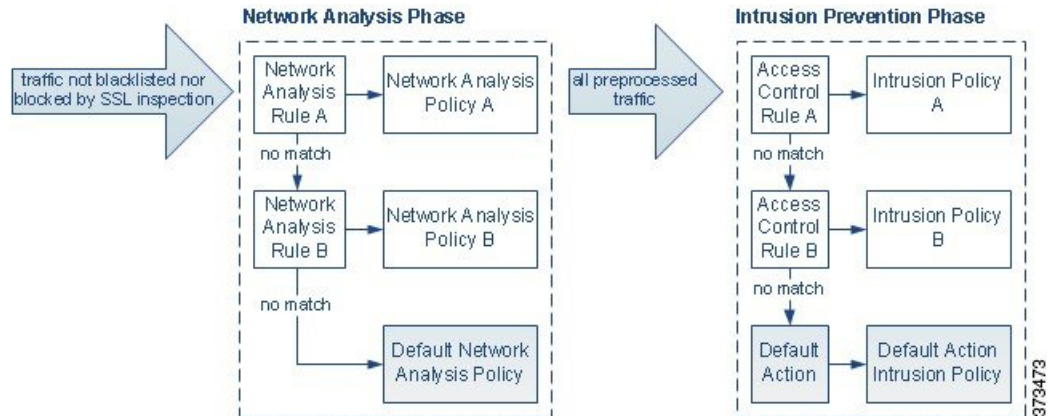 Network Analysis Phase
traffic not blacklisted nor
blocked by SSL inspection
Network
Analysis
Rule A
Network Analysis
Policy A
no match
Network
Analysis
Rule B
Network Analysis
Policy B
no match
Default Network
Analysis Policy
all preprocessed
traffic
Intrusion Prevention Phase
Access
Control
Rule A
Intrusion Policy
A
no match
Access
Control
Rule B
Intrusion Policy
B
no match
Default
Action
Default Action
Intrusion Policy
373473